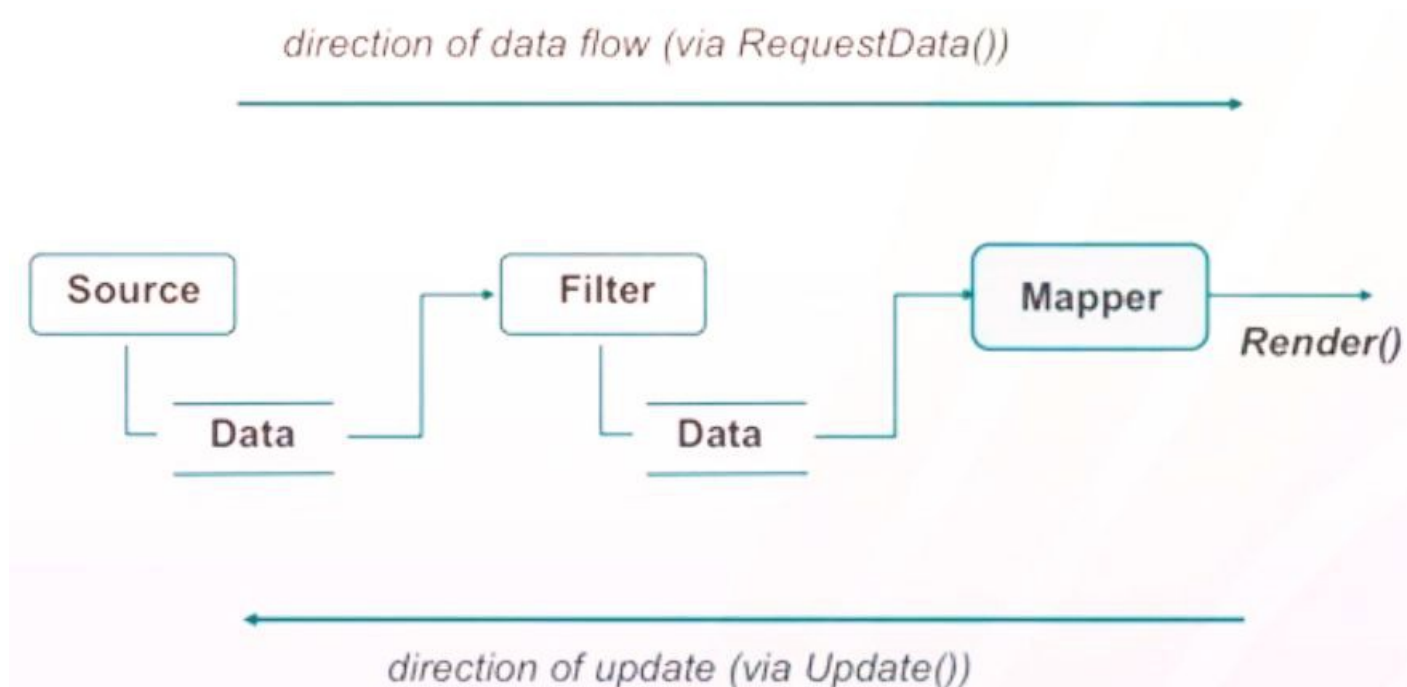 direction of data flow (via RequestData())
Source
Filter
Mapper
Render()
Data
Data
direction of update (via Update())